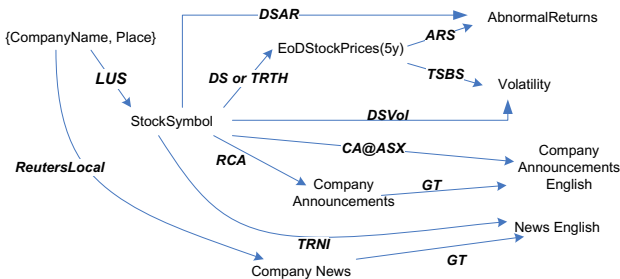 DSAR
AbnormalReturns
{CompanyName, Place}
EoDStockPrices(5y)
ARS
LUS
DS or TRTH
TSBS
Volatility
StockSymbol
DSVol
ReutersLocal
RCA
CA@ASX
Company
Announcements
English
Company
Announcements
GT
TRNI
News English
Company News
GT